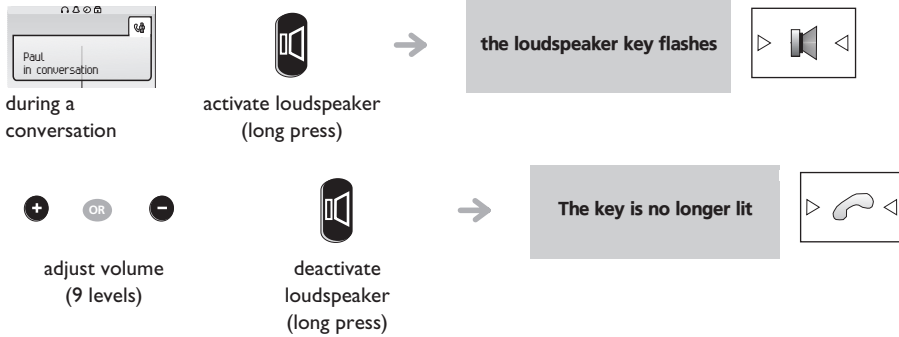 Paul
in conversation
during a
conversation
activate loudspeaker
(long press)
the loudspeaker key flashes
+ OR -
adjust volume
(9 levels)
deactivate
loudspeaker
(long press)
The key is no longer lit